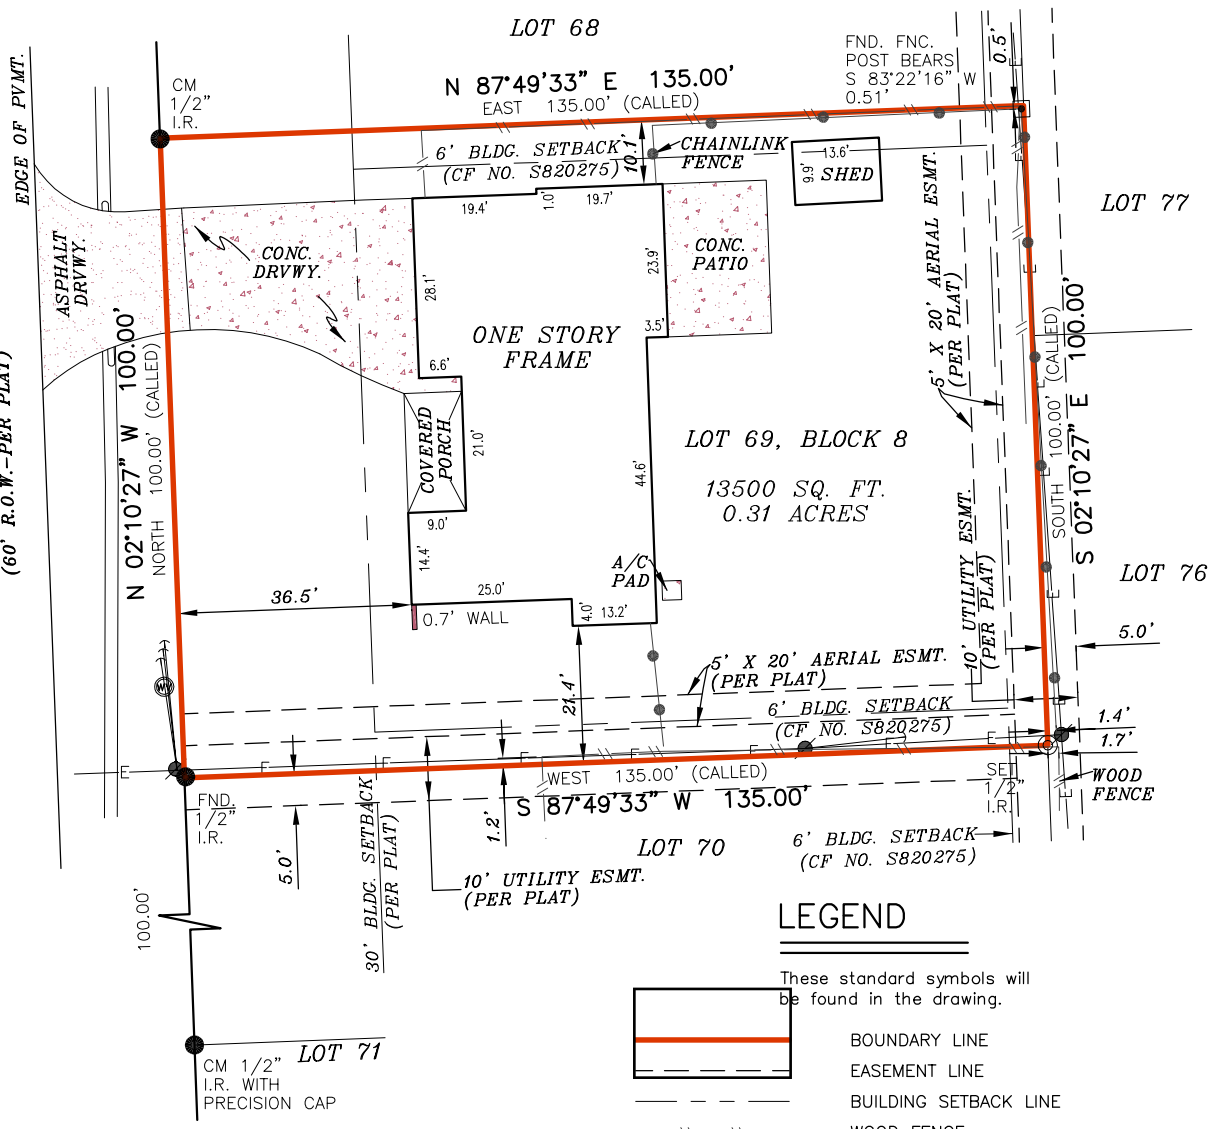 LOT 68
EDGE OF PVMT.
CM
1/2"
I.R.
N 87°49'33" E 135.00'
EAST 135.00' (CALLED)
FND. FNC.
POST BEARS
S 83°22'16" W
0.51'
0.5'
6' BLDG. SETBACK
(CF NO. S820275)
10.1'
CHAINLINK
FENCE
13.6'
9.9'
SHED
LOT 77
19.4'
1.0'
19.7'
ASPHALT
DRVWY.
CONC.
DRVWY.
28.1'
23.9'
CONC.
PATIO
5' X 20' AERIAL ESMT.
(PER PLAT)
ONE STORY
FRAME
3.5'
6.6'
(60' R.O.W.-PER PLAT)
N 02°10'27" W 100.00'
NORTH 100.00' (CALLED)
COVERED
PORCH
21.0'
44.6'
LOT 69, BLOCK 8
13500 SQ. FT.
0.31 ACRES
SOUTH 100.00' (CALLED)
S 02°10'27" E 100.00'
9.0'
14.4'
A/C
PAD
10' UTILITY ESMT.
(PER PLAT)
LOT 76
36.5'
25.0'
4.0'
13.2'
0.7' WALL
5.0'
WV
21.4'
5' X 20' AERIAL ESMT.
(PER PLAT)
6' BLDG. SETBACK
(CF NO. S820275)
1.4'
1.7'
E
E
E
E
E
E
WEST 135.00' (CALLED)
S 87°49'33" W 135.00'
FND.
1/2"
I.R.
SET
1/2"
I.R.
WOOD
FENCE
5.0'
1.2'
30' BLDG. SETBACK
(PER PLAT)
LOT 70
6' BLDG. SETBACK
(CF NO. S820275)
10' UTILITY ESMT.
(PER PLAT)
100.00'
LEGEND
These standard symbols will
be found in the drawing.
BOUNDARY LINE
EASEMENT LINE
BUILDING SETBACK LINE
WOOD FENCE
LOT 71
CM 1/2"
I.R. WITH
PRECISION CAP